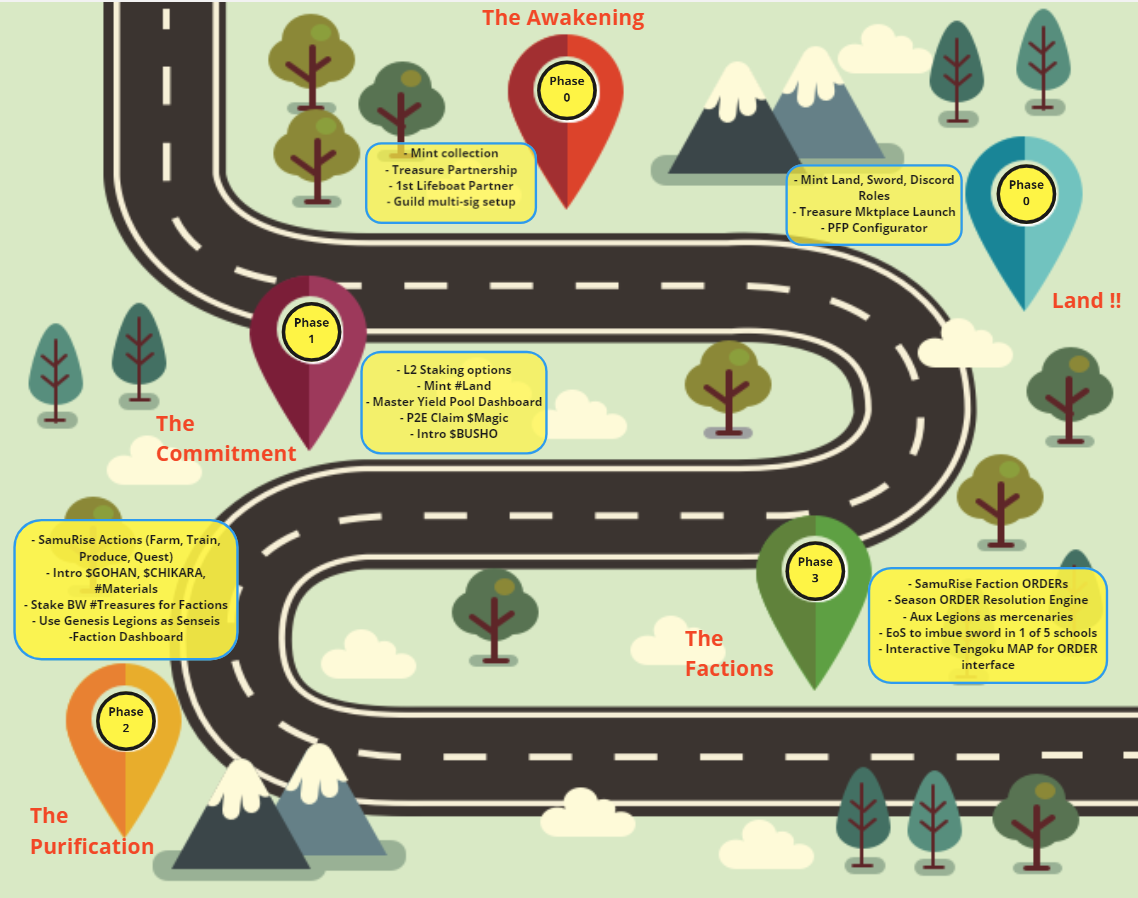 The Awakening
Phase
0
- Mint collection
- Treasure Partnership
- 1st Lifeboat Partner
- Guild multi-sig setup
Phase
0
- Mint Land, Sword, Discord
Roles
- Treasure Mktplace Launch
- PFP Configurator
Land !!
Phase
1
- L2 Staking options
- Mint #Land
- Master Yield Pool Dashboard
- P2E Claim $Magic
- Intro $BUSHO
The
Commitment
- SamuRise Actions (Farm, Train,
Produce, Quest)
- Intro $GOHAN, $CHIKARA,
#Materials
- Stake BW #Treasures for Factions
- Use Genesis Legions as Senseis
-Faction Dashboard
Phase
3
- SamuRise Faction ORDERs
- Season ORDER Resolution Engine
- Aux Legions as mercenaries
- EoS to imbue sword in 1 of 5 schools
- Interactive Tengoku MAP for ORDER
interface
The
Factions
Phase
2
The
Purification